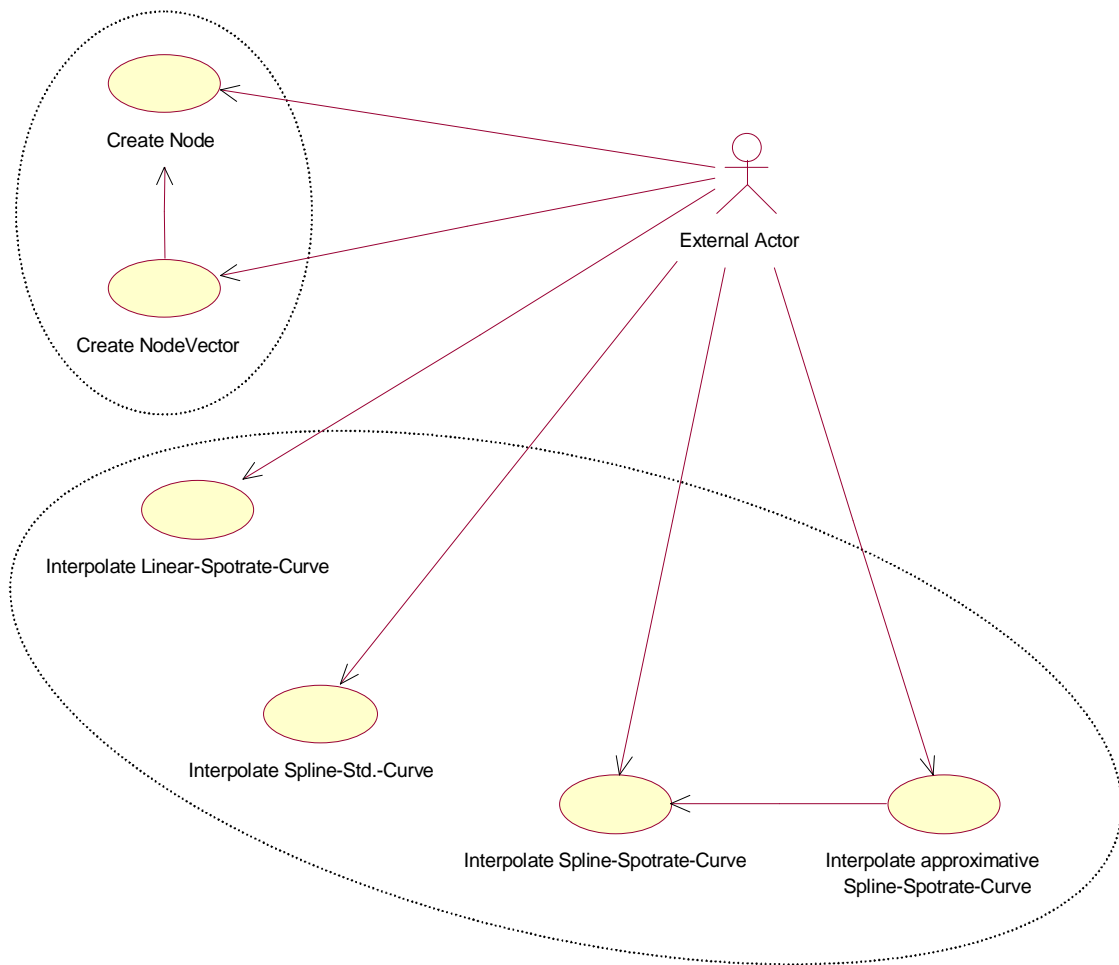 Create Node
External Actor
Create NodeVector
Interpolate Linear-Spotrate-Curve
Interpolate Spline-Std.-Curve
Interpolate Spline-Spotrate-Curve
Interpolate approximative
Spline-Spotrate-Curve